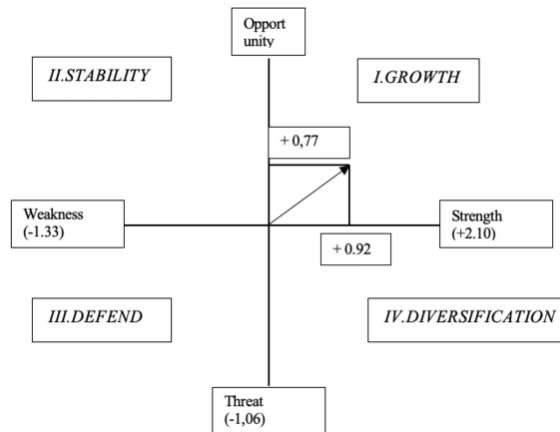 Opport
unity
II.STABILITY
I.GROWTH
+ 0,77
Weakness
(-1.33)
Strength
(+2.10)
+ 0.92
III.DEFEND
IV.DIVERSIFICATION
Threat
(-1,06)